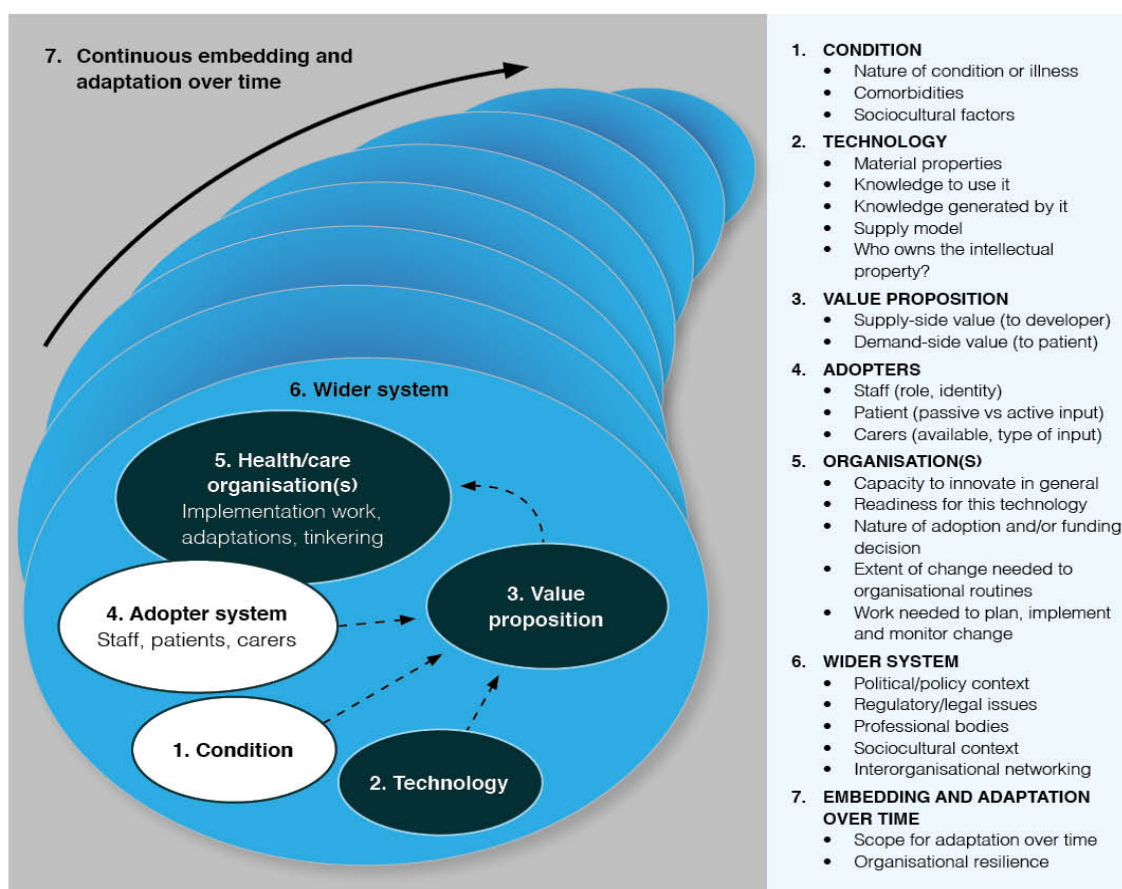 7. Continuous embedding and
adaptation over time
6. Wider system
5. Health/care
organisation(s)
Implementation work,
adaptations, tinkering
4. Adopter system
Staff, patients, carers
3. Value
proposition
1. Condition
2. Technology
1. CONDITION
• Nature of condition or illness
• Comorbidities
• Sociocultural factors
2. TECHNOLOGY
• Material properties
• Knowledge to use it
• Knowledge generated by it
• Supply model
• Who owns the intellectual
property?
3. VALUE PROPOSITION
• Supply-side value (to developer)
• Demand-side value (to patient)
4. ADOPTERS
• Staff (role, identity)
• Patient (passive vs active input)
• Carers (available, type of input)
5. ORGANISATION(S)
• Capacity to innovate in general
• Readiness for this technology
• Nature of adoption and/or funding
decision
• Extent of change needed to
organisational routines
• Work needed to plan, implement
and monitor change
6. WIDER SYSTEM
• Political/policy context
• Regulatory/legal issues
• Professional bodies
• Sociocultural context
• Interorganisational networking
7. EMBEDDING AND ADAPTATION
OVER TIME
• Scope for adaptation over time
• Organisational resilience